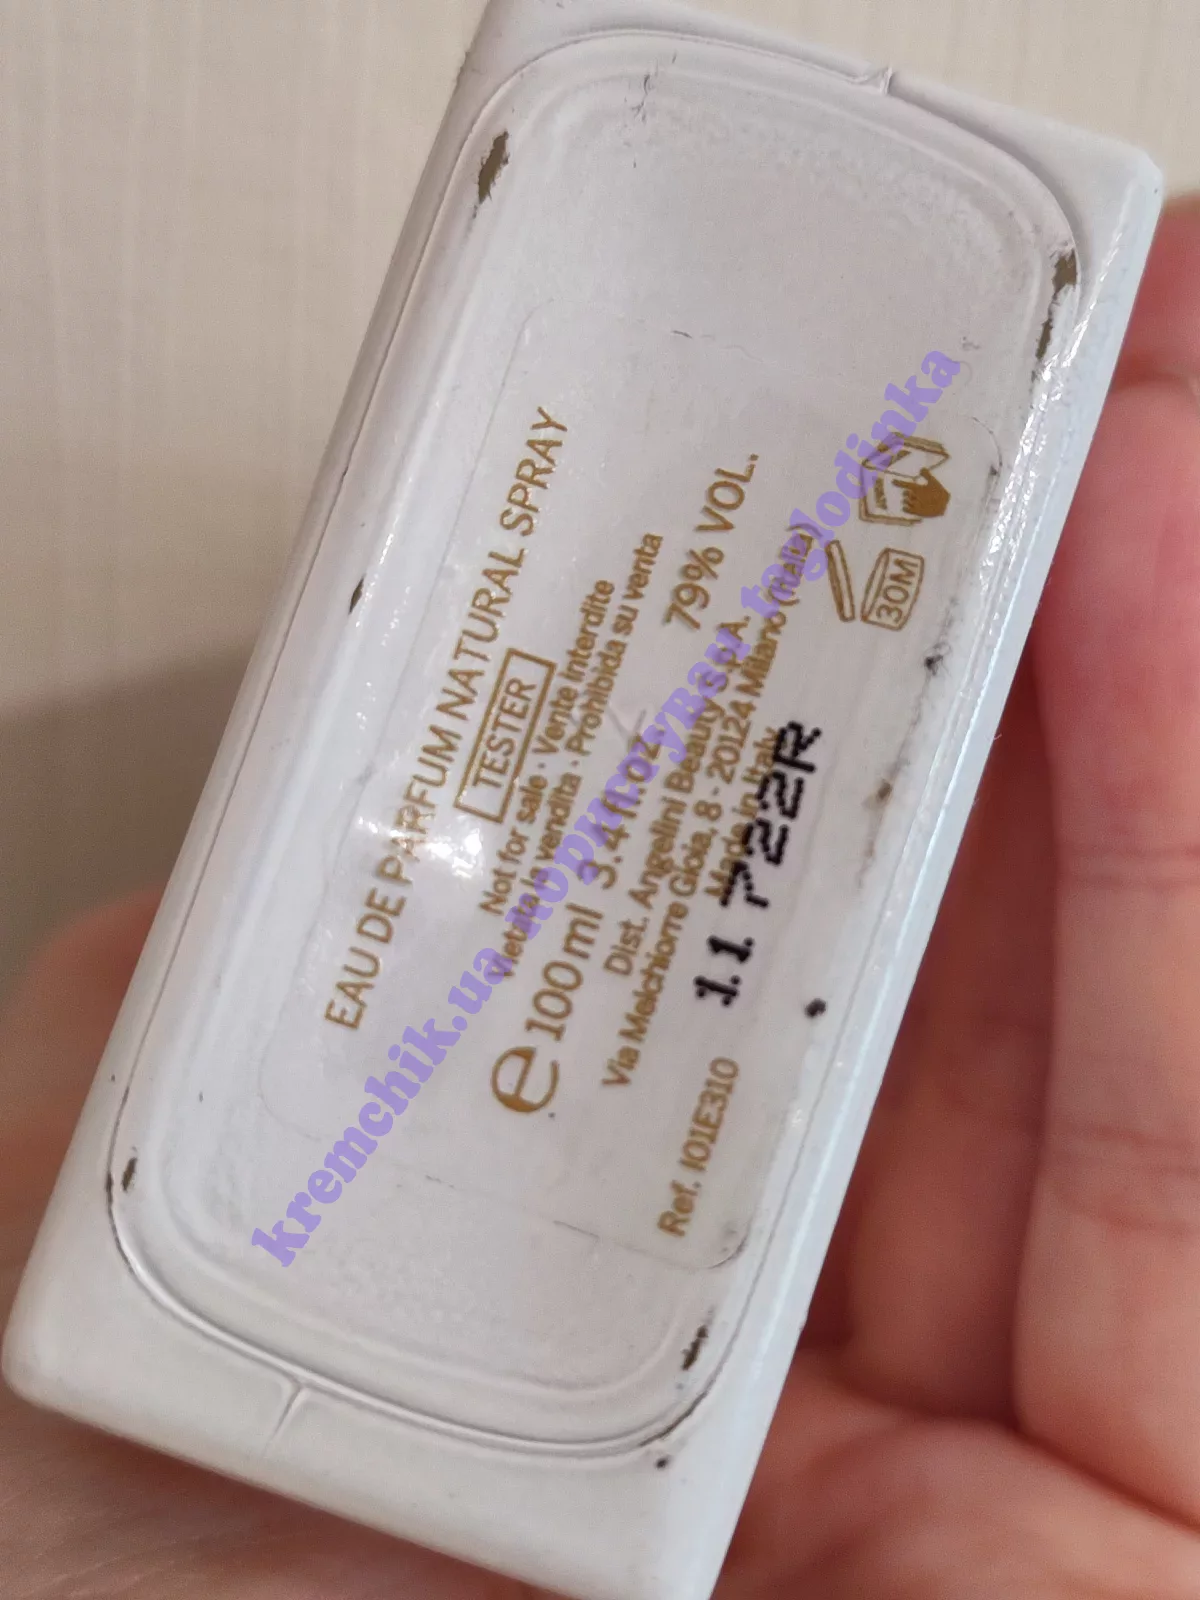 EAU DE PARFUM NATURAL SPRAY
TESTER
Not for sale · Vente Interdite
Vietata la vendita · Prohibida su venta
e 100 ml 3.4 fl.oz. 79% VOL.
Dist. Angelini Beauty S.p.A.
Via Melchiorre Gioia, 8 - 20124 Milano (Italia)
Made in Italy
30M
Ref. I01E310
1.1. 722R
kremchik.ua
toglodinka